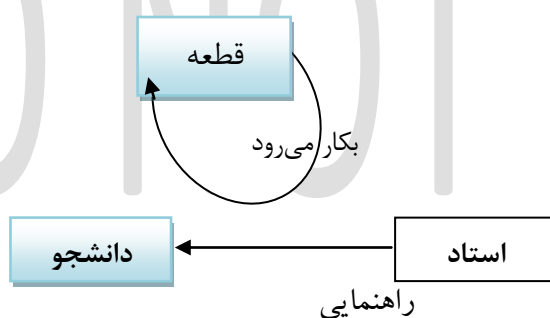 قطعه
بکار می‌رود
استاد
دانشجو
راهنمایی